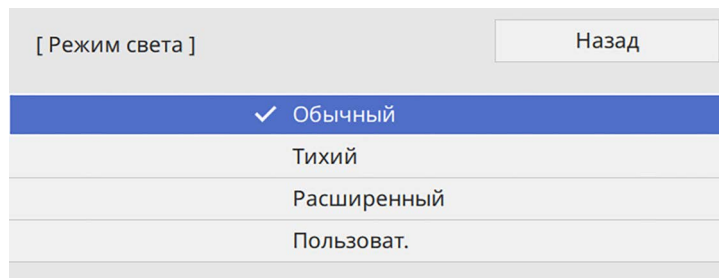 [ Режим света ]
Назад
Обычный
Тихий
Расширенный
Пользоват.